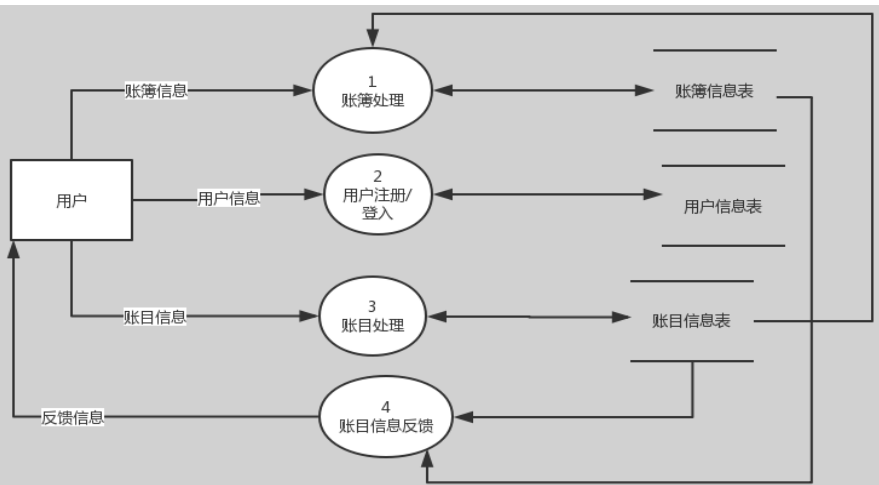 1
账簿处理
账簿信息
账簿信息表
用户
用户信息
2
用户注册/
登入
用户信息表
账目信息
3
账目处理
账目信息表
反馈信息
4
账目信息反馈